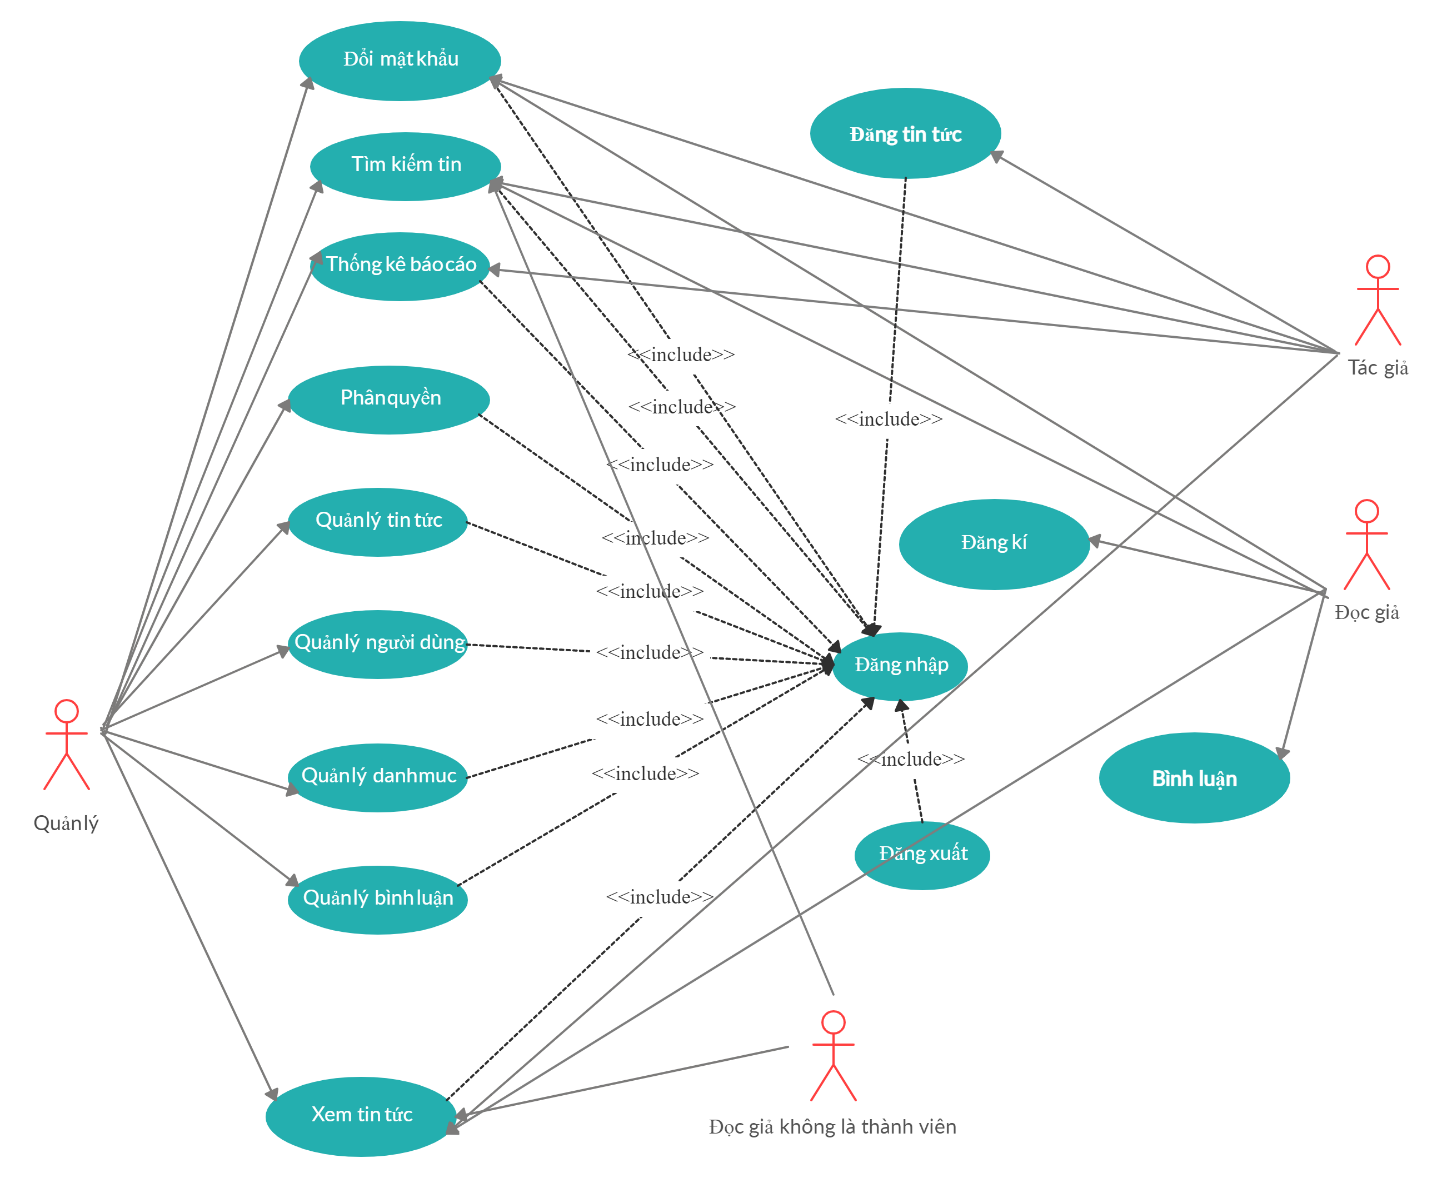 Đổi mật khẩu
Đăng tin tức
Tìm kiếm tin
Thống kê báo cáo
Tác giả
<<include>>
Phân quyền
<<include>>
<<include>>
<<include>>
Quản lý tin tức
<<include>>
Đăng kí
<<include>>
Đọc giả
Quản lý người dùng
<<include>>
Đăng nhập
<<include>>
Quản lý danh muc
<<include>>
<<include>>
Bình luận
Quản lý
Đăng xuất
Quản lý bình luận
<<include>>
Xem tin tức
Đọc giả không là thành viên